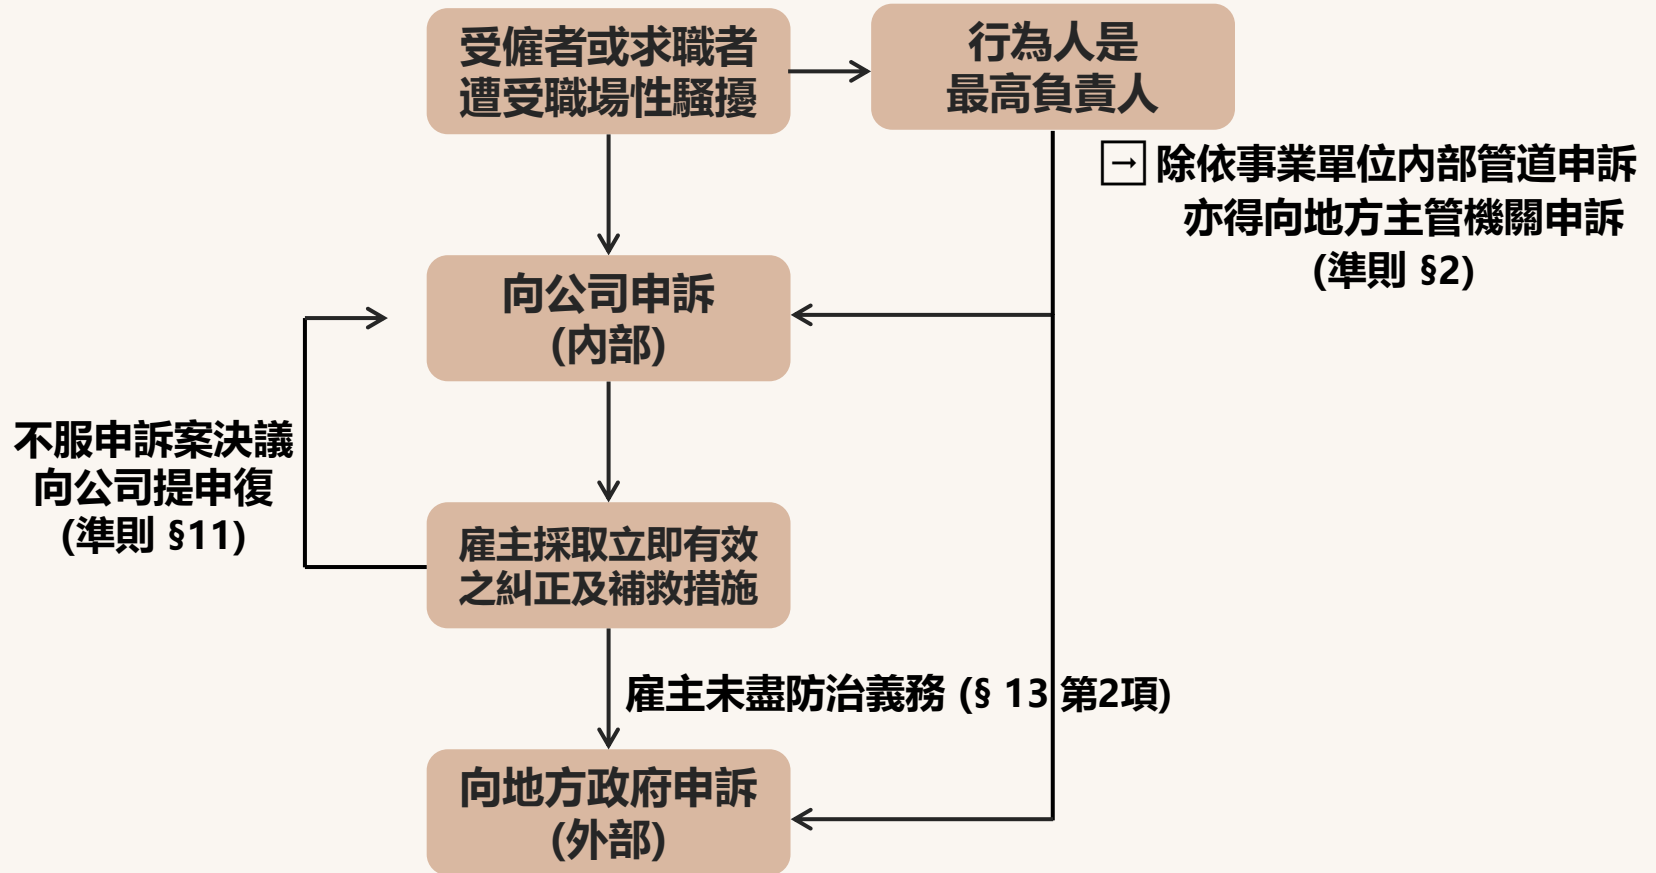 受僱者或求職者
遭受職場性騷擾
行為人是
最高負責人
→ 除依事業單位內部管道申訴
亦得向地方主管機關申訴
(準則 §2)
向公司申訴
(內部)
不服申訴案決議
向公司提申復
(準則 §11)
雇主採取立即有效
之糾正及補救措施
雇主未盡防治義務 (§ 13 第2項)
向地方政府申訴
(外部)